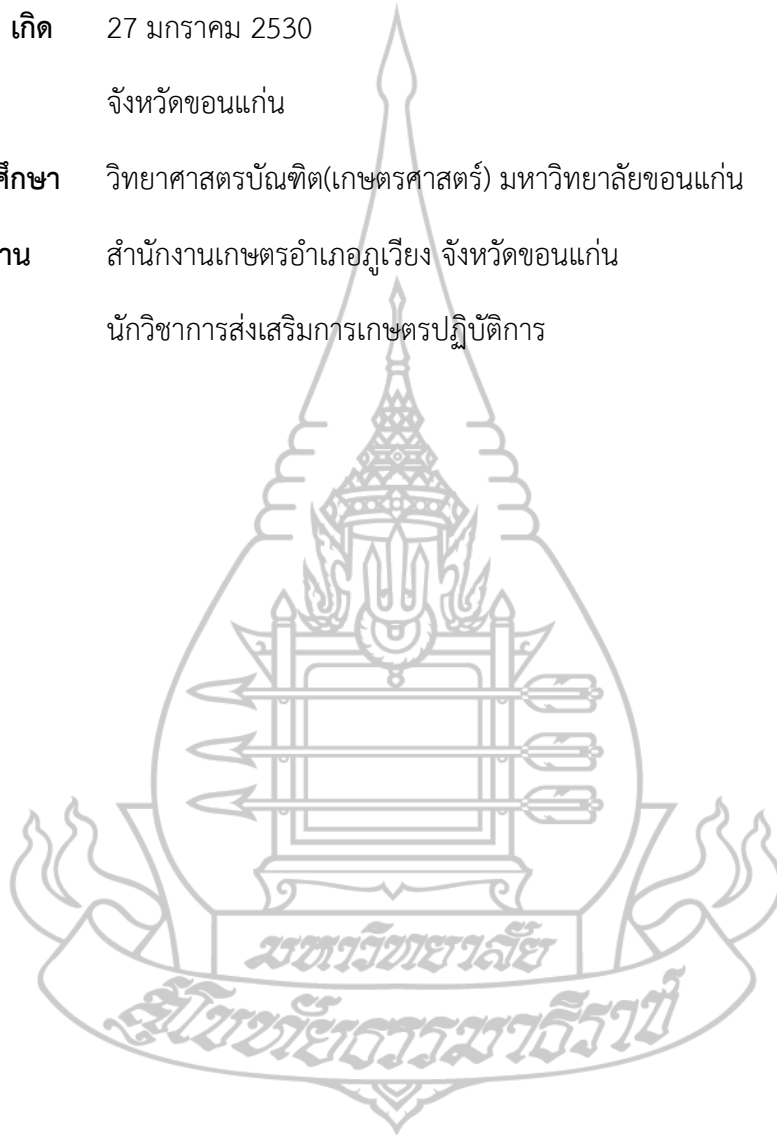 เกิด 27 มกราคม 2530
จังหวัดขอนแก่น
ศึกษา วิทยาศาสตรบัณฑิต(เกษตรศาสตร์) มหาวิทยาลัยขอนแก่น
าน สำนักงานเกษตรอำเภอภูเวียง จังหวัดขอนแก่น
นักวิชาการส่งเสริมการเกษตรปฏิบัติการ
มหาวิทยาลัย
สุโขทัยธรรมาธิราช